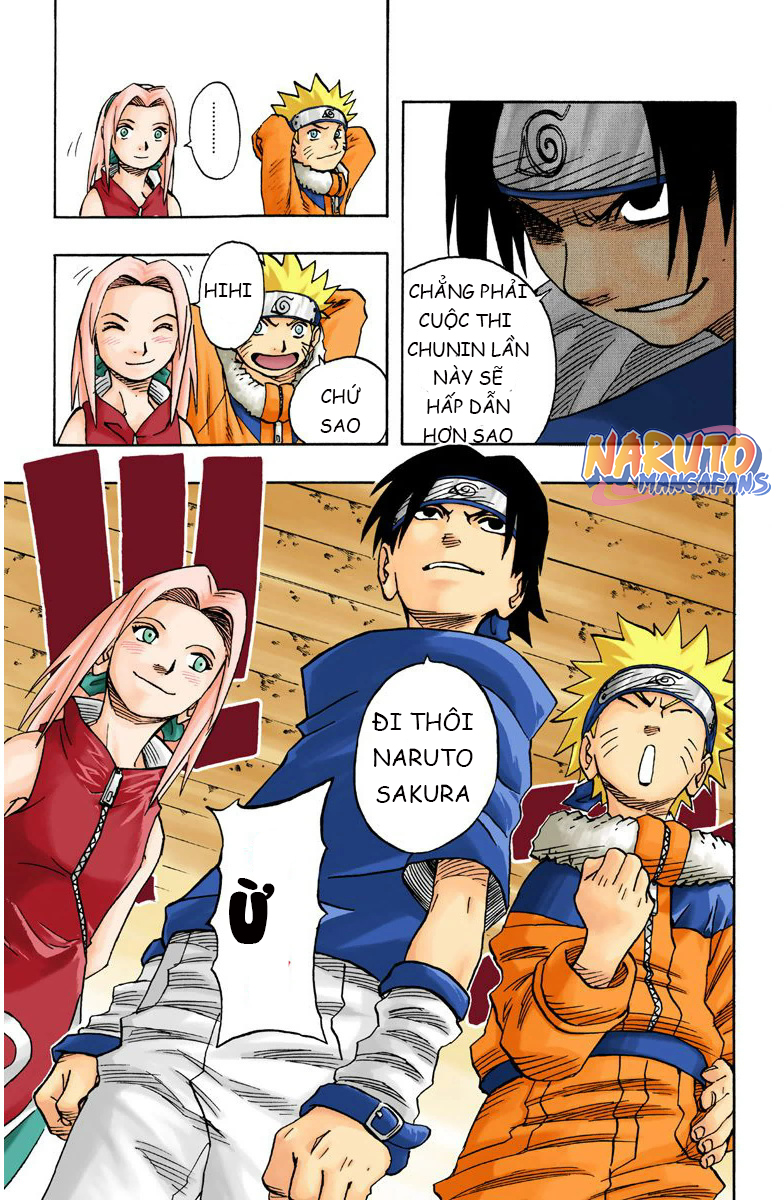 .........
CHẲNG PHẢI
CUỘC THI
CHUNIN LẦN
NÀY SẼ
HẤP DẪN
HƠN SAO
HIHI
CHỨ
SAO
NARUTO
MANGAFANS
ĐI THÔI
NARUTO
SAKURA
Ừ